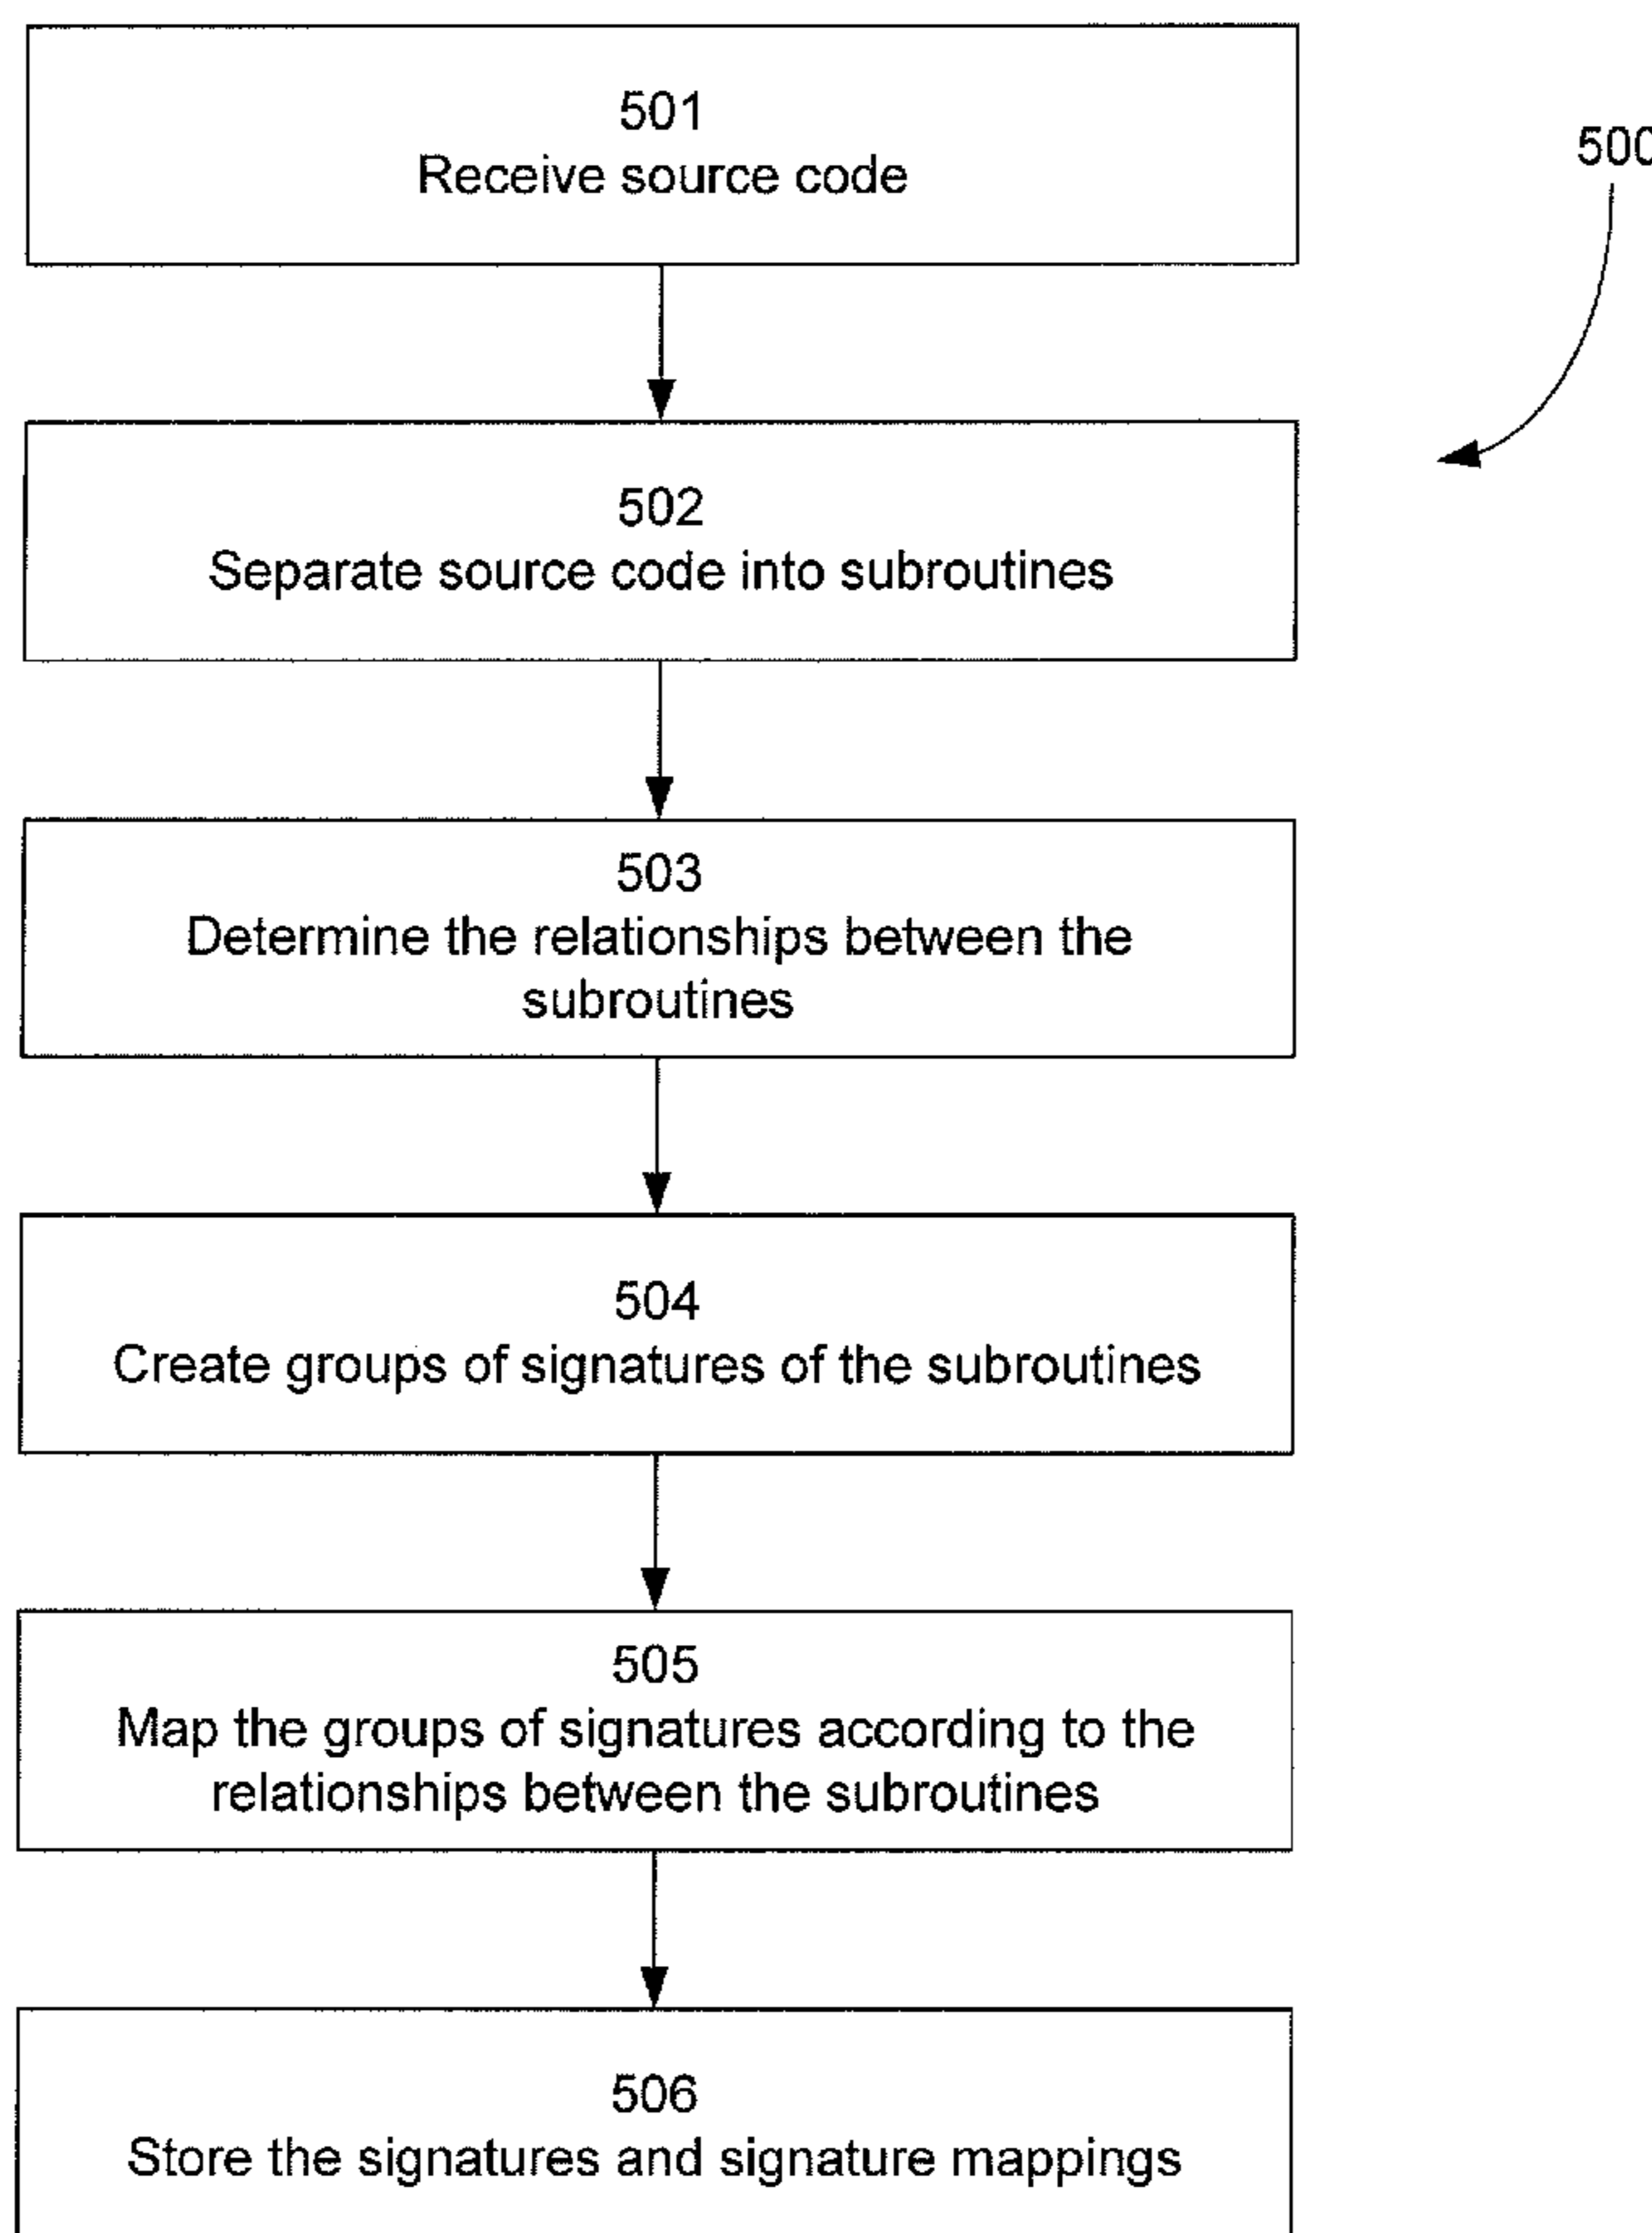 501
Receive source code
500
502
Separate source code into subroutines
503
Determine the relationships between the
subroutines
504
Create groups of signatures of the subroutines
505
Map the groups of signatures according to the
relationships between the subroutines
506
Store the signatures and signature mappings